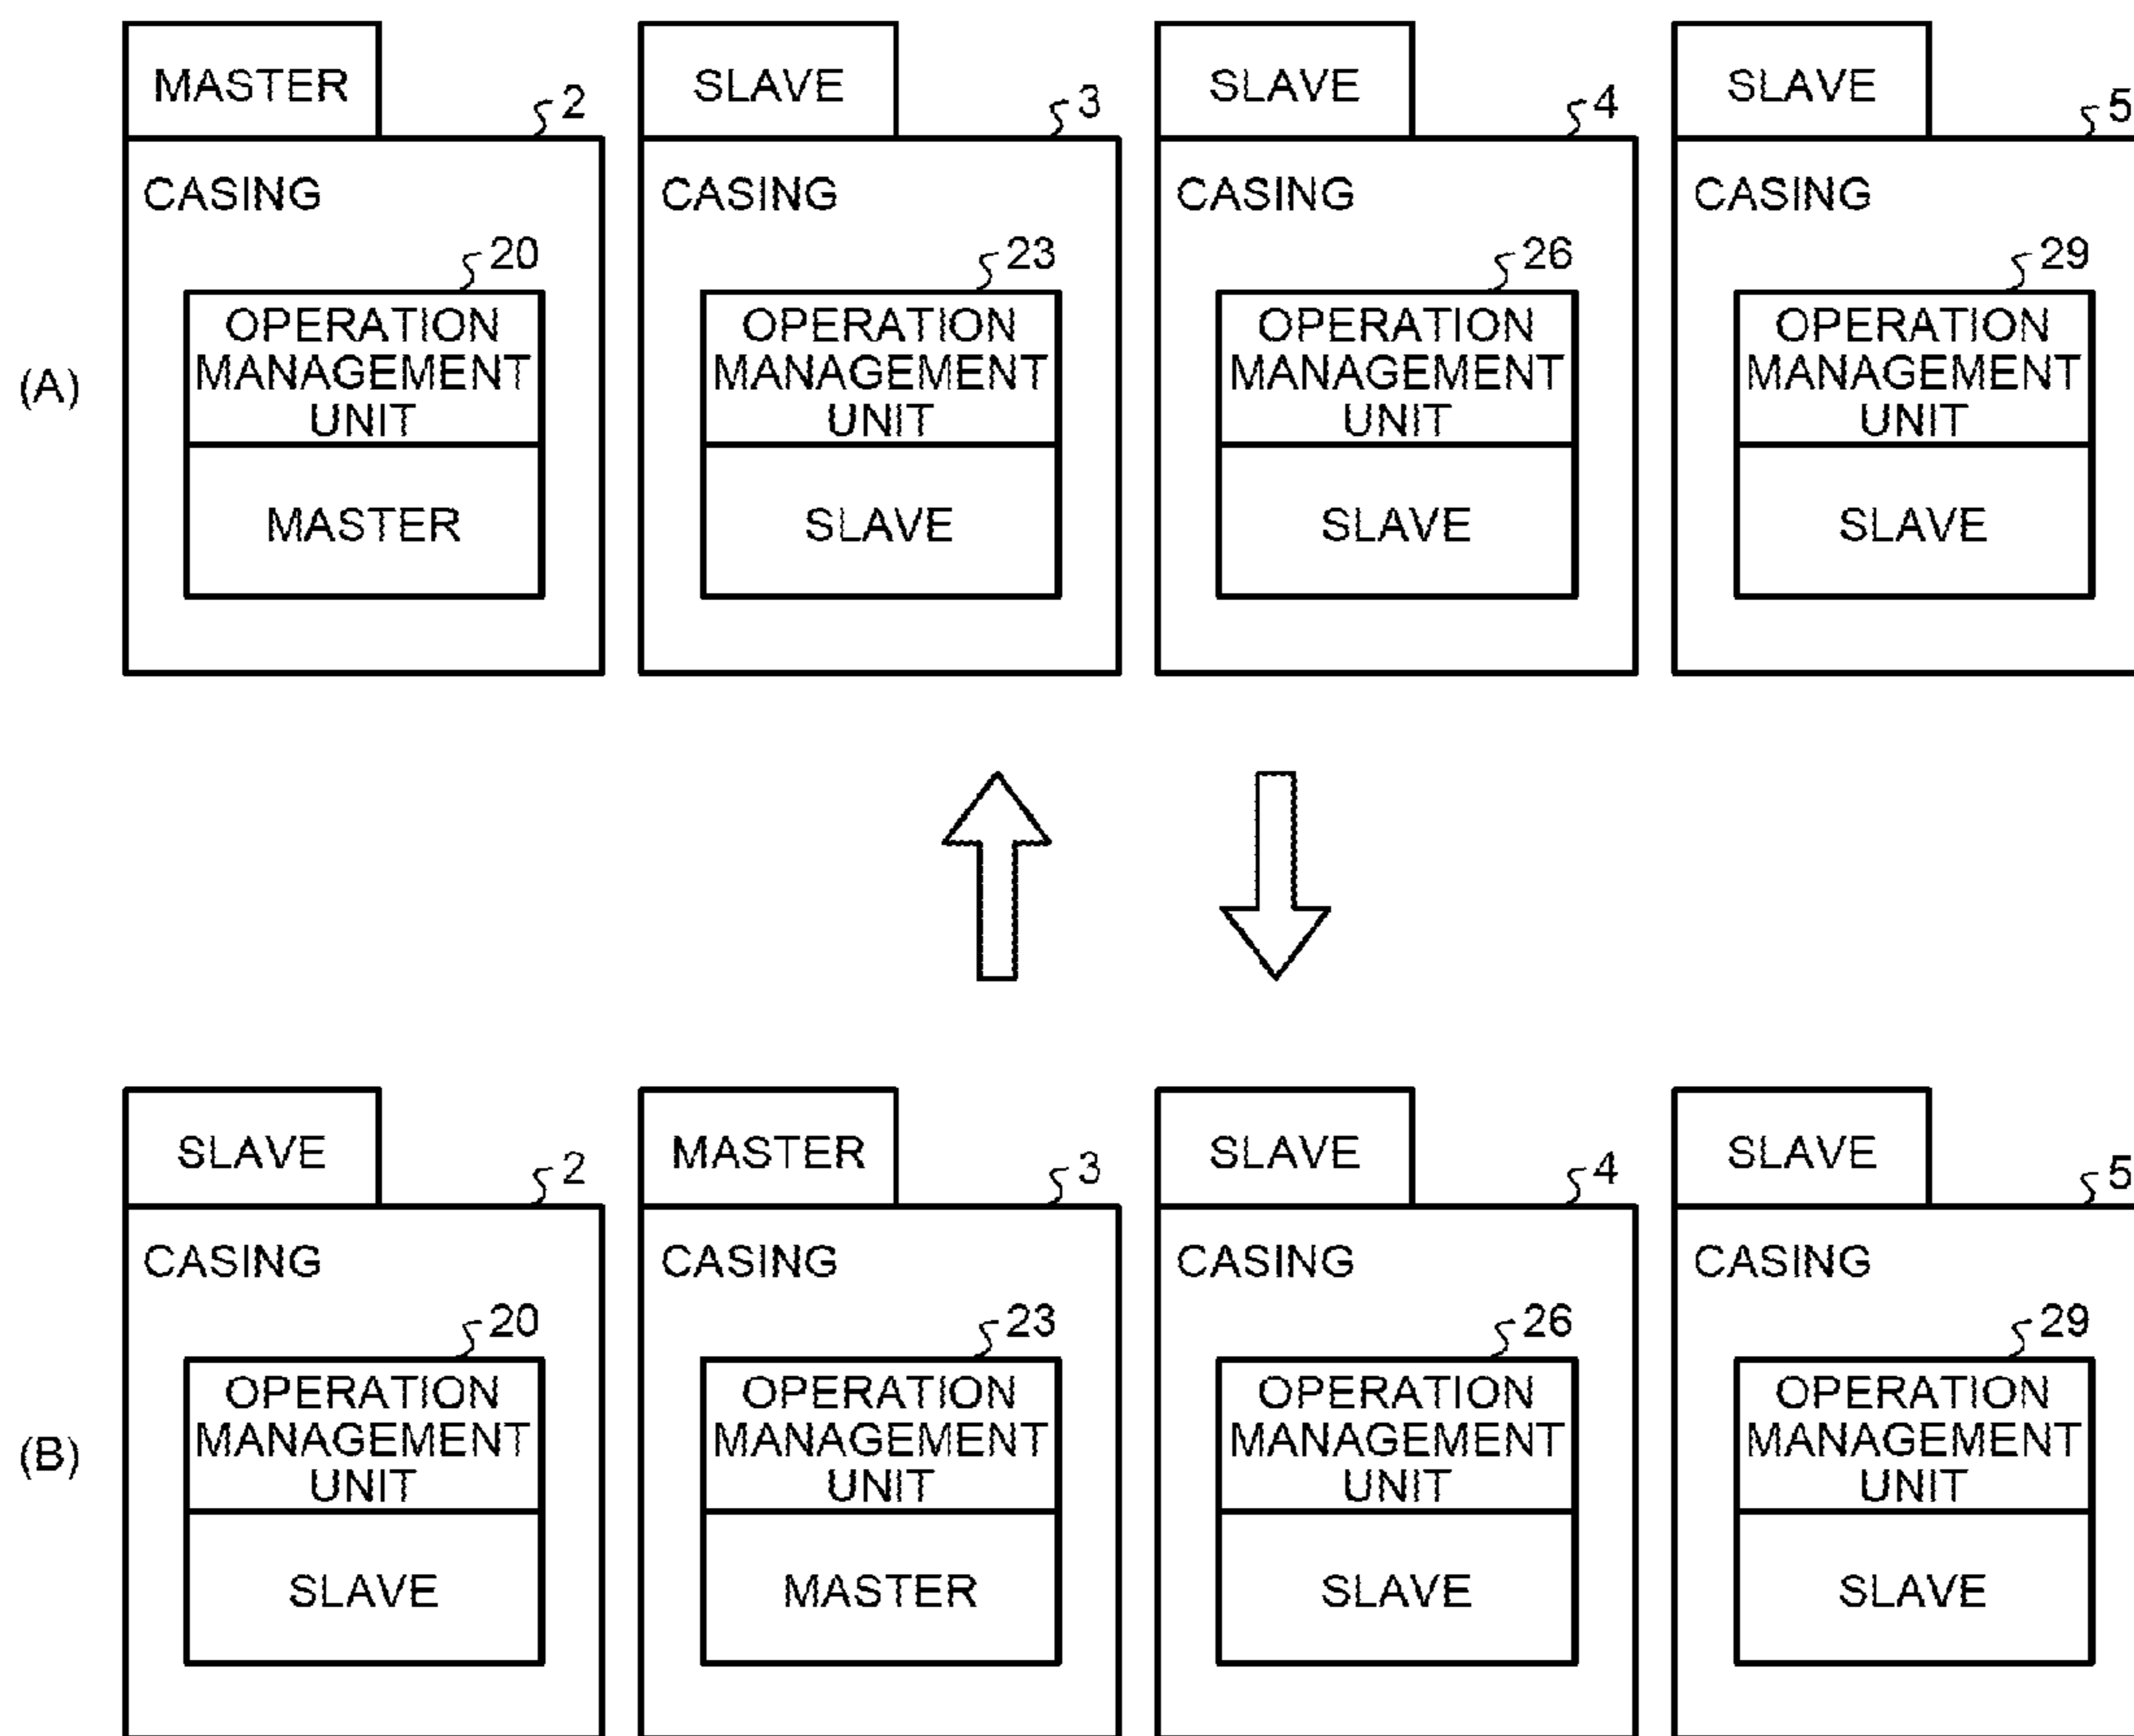 MASTER
SLAVE
SLAVE
SLAVE
2
3
4
5
CASING
CASING
CASING
CASING
20
23
26
29
(A)
OPERATION
MANAGEMENT
UNIT
MASTER
OPERATION
MANAGEMENT
UNIT
SLAVE
OPERATION
MANAGEMENT
UNIT
SLAVE
OPERATION
MANAGEMENT
UNIT
SLAVE
SLAVE
MASTER
SLAVE
SLAVE
2
3
4
5
CASING
CASING
CASING
CASING
20
23
26
29
(B)
OPERATION
MANAGEMENT
UNIT
SLAVE
OPERATION
MANAGEMENT
UNIT
MASTER
OPERATION
MANAGEMENT
UNIT
SLAVE
OPERATION
MANAGEMENT
UNIT
SLAVE